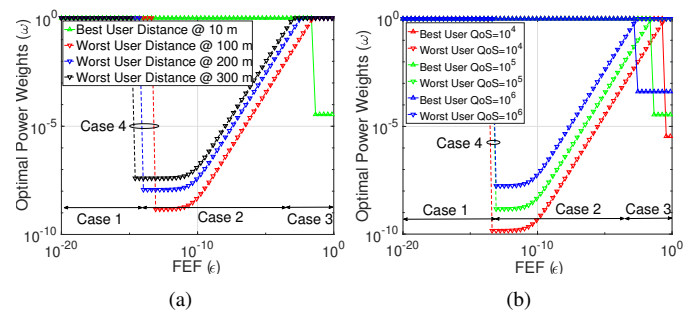 Optimal Power Weights (ω)
10^0
10^-5
10^-10
Best User Distance @ 10 m
Worst User Distance @ 100 m
Worst User Distance @ 200 m
Worst User Distance @ 300 m
Case 4
Case 1
Case 2
Case 3
10^-20
10^-10
10^0
FEF (ϵ)
(a)
Optimal Power Weights (ω)
10^0
10^-5
10^-10
Best User QoS=10^4
Worst User QoS=10^4
Best User QoS=10^5
Worst User QoS=10^5
Best User QoS=10^6
Worst User QoS=10^6
Case 4
Case 1
Case 2
Case 3
10^-20
10^-10
10^0
FEF (ϵ)
(b)